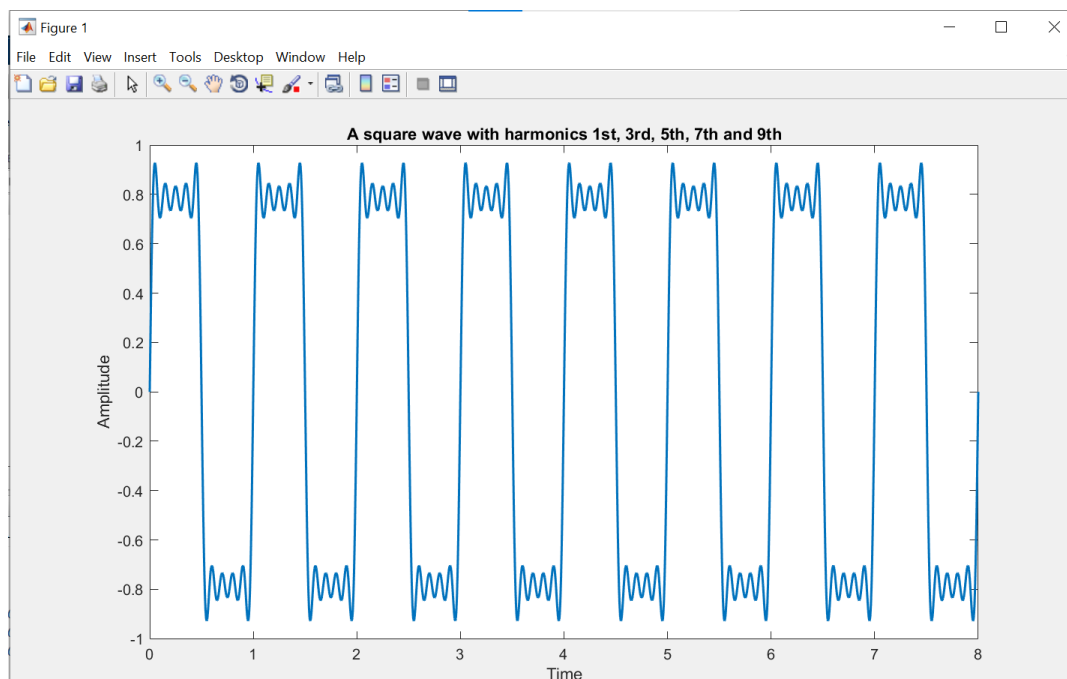 Figure 1
File Edit View Insert Tools Desktop Window Help
A square wave with harmonics 1st, 3rd, 5th, 7th and 9th
1
0.8
0.6
0.4
0.2
0
-0.2
-0.4
-0.6
-0.8
-1
Amplitude
0 1 2 3 4 5 6 7 8
Time